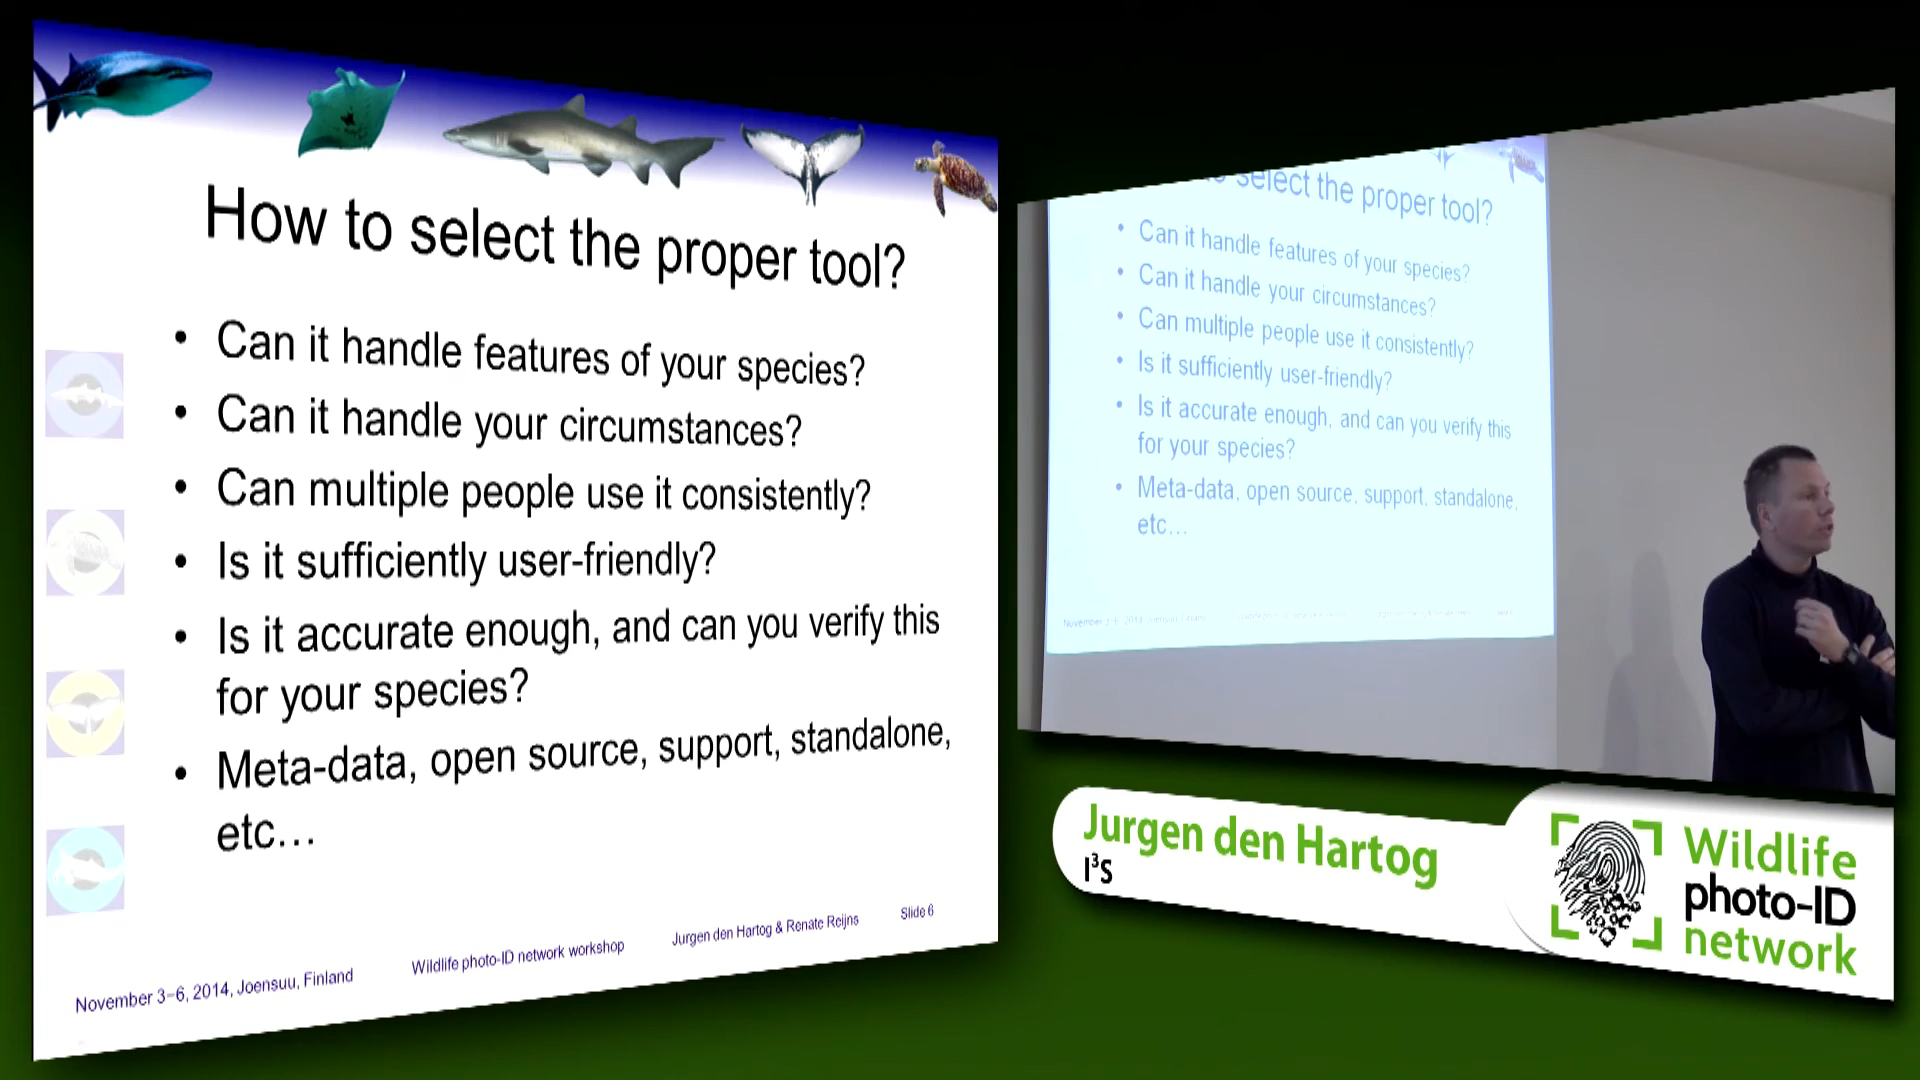 How to select the proper tool?
• Can it handle features of your species?
• Can it handle your circumstances?
• Can multiple people use it consistently?
• Is it sufficiently user-friendly?
• Is it accurate enough, and can you verify this
for your species?
• Meta-data, open source, support, standalone,
etc…
November 3-6, 2014, Joensuu, Finland
Wildlife photo-ID network workshop
Jurgen den Hartog & Renate Reijns
Slide 6
select the proper tool?
• Can it handle features of your species?
• Can it handle your circumstances?
• Can multiple people use it consistently?
• Is it sufficiently user-friendly?
• Is it accurate enough, and can you verify this
for your species?
• Meta-data, open source, support, standalone,
etc…
Jurgen den Hartog
I³S
Wildlife
photo-ID
network